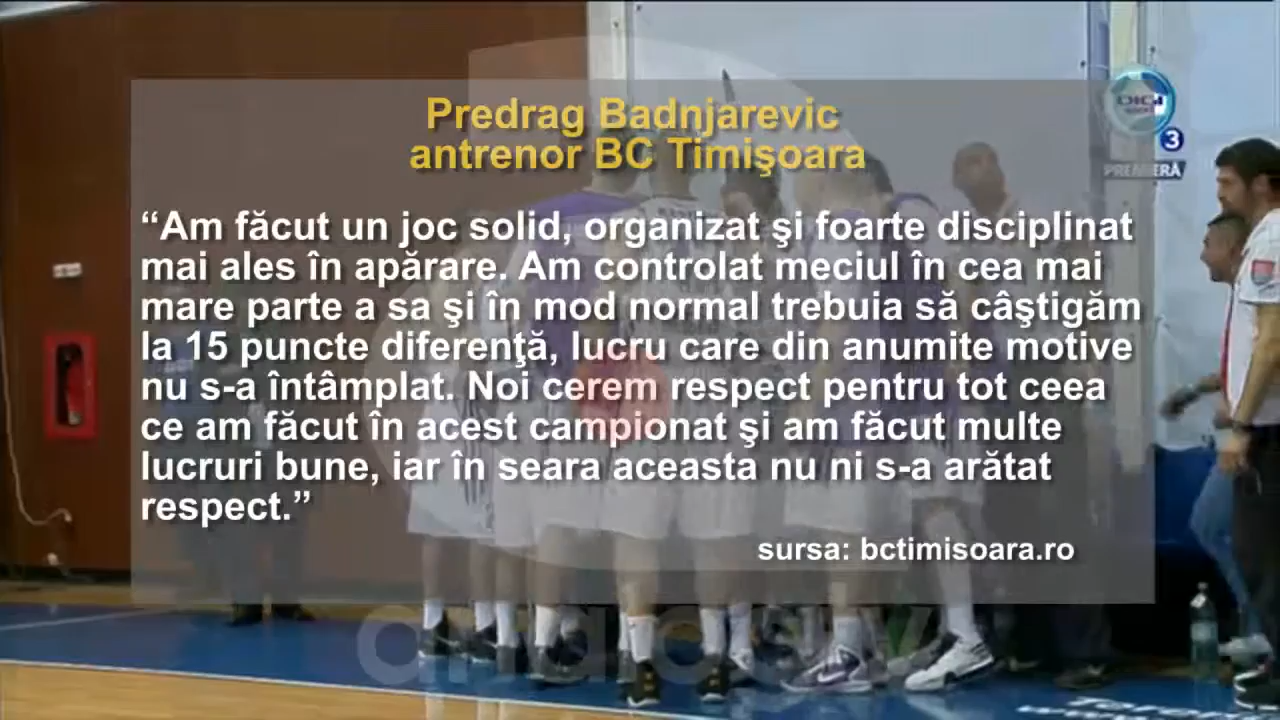 Predrag Badnjarevic
antrenor BC Timişoara
“Am făcut un joc solid, organizat şi foarte disciplinat
mai ales în apărare. Am controlat meciul în cea mai
mare parte a sa şi în mod normal trebuia să câştigăm
la 15 puncte diferenţă, lucru care din anumite motive
nu s-a întâmplat. Noi cerem respect pentru tot ceea
ce am făcut în acest campionat şi am făcut multe
lucruri bune, iar în seara aceasta nu ni s-a arătat
respect.”
sursa: bctimisoara.ro
DIGI
sport
3
PREMIERĂ